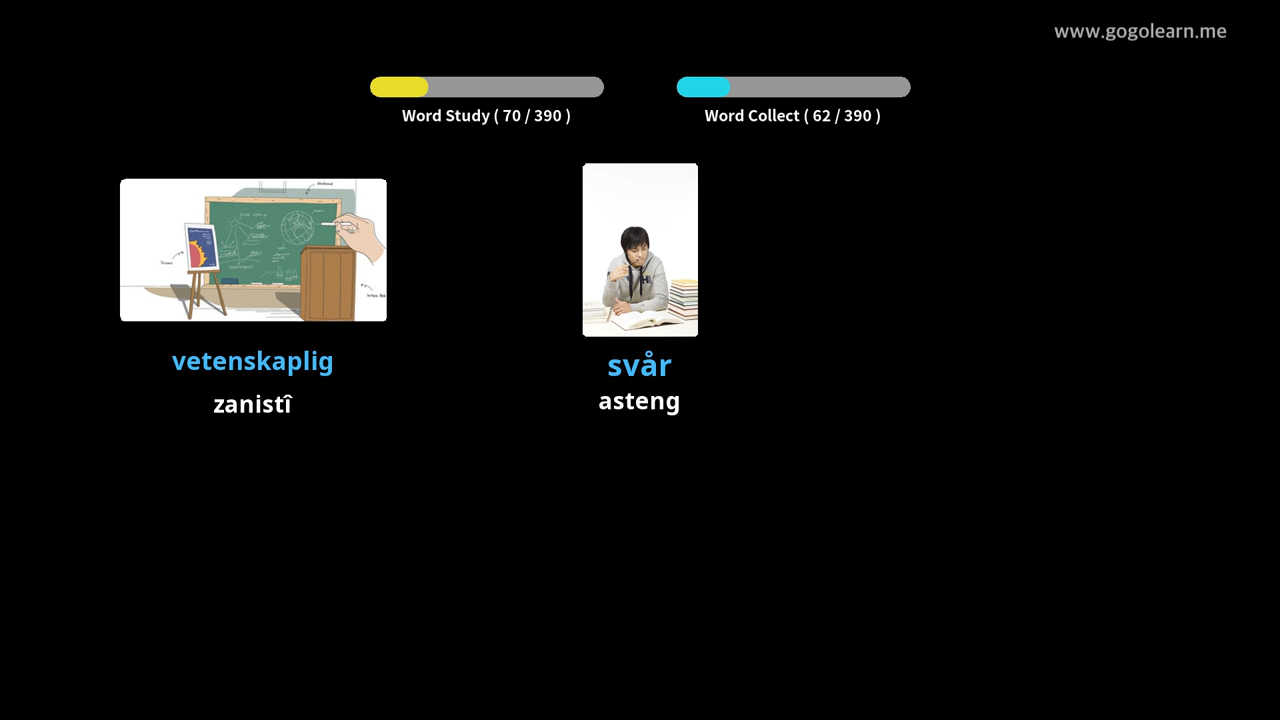 www.gogolearn.me
Word Study ( 70 / 390 )
Word Collect ( 62 / 390 )
vetenskaplig
zanistî
svår
asteng